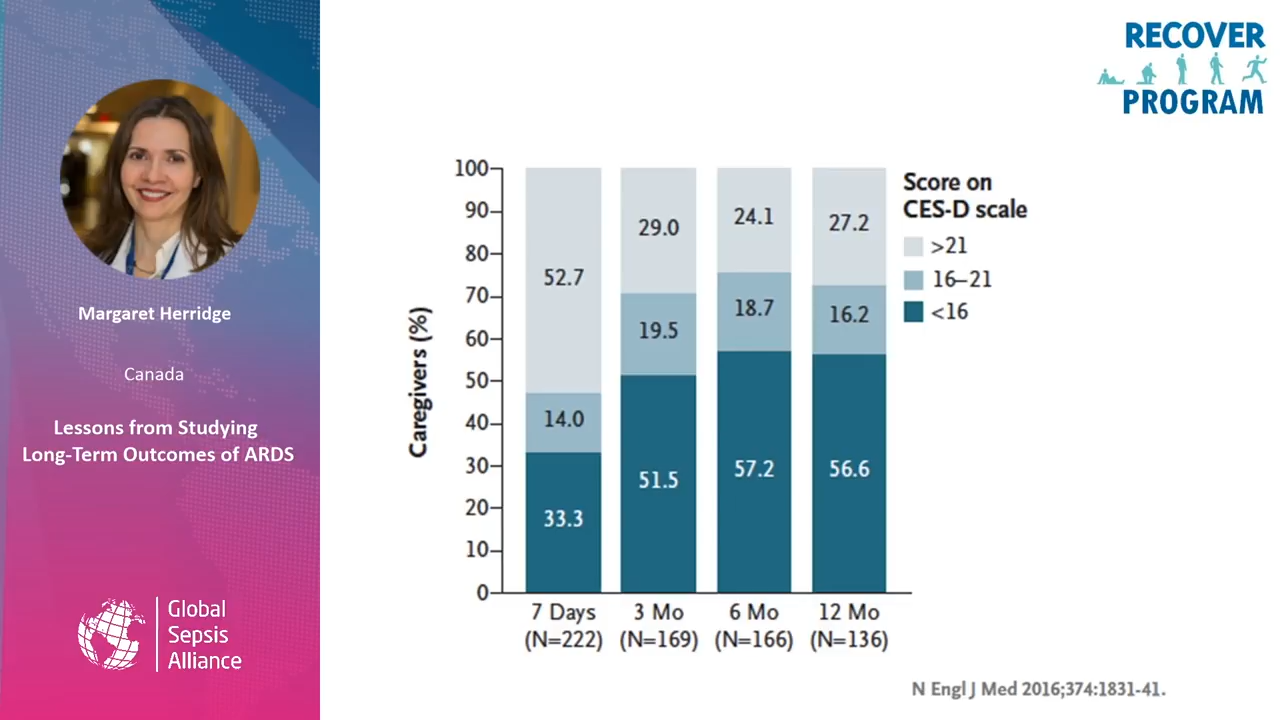 RECOVER
PROGRAM
Margaret Herridge
Canada
Lessons from Studying
Long-Term Outcomes of ARDS
Global
Sepsis
Alliance
Caregivers (%)
100
90
80
70
60
50
40
30
20
10
0
52.7
14.0
33.3
29.0
19.5
51.5
24.1
18.7
57.2
27.2
16.2
56.6
7 Days
(N=222)
3 Mo
(N=169)
6 Mo
(N=166)
12 Mo
(N=136)
Score on
CES-D scale
>21
16–21
<16
N Engl J Med 2016;374:1831-41.